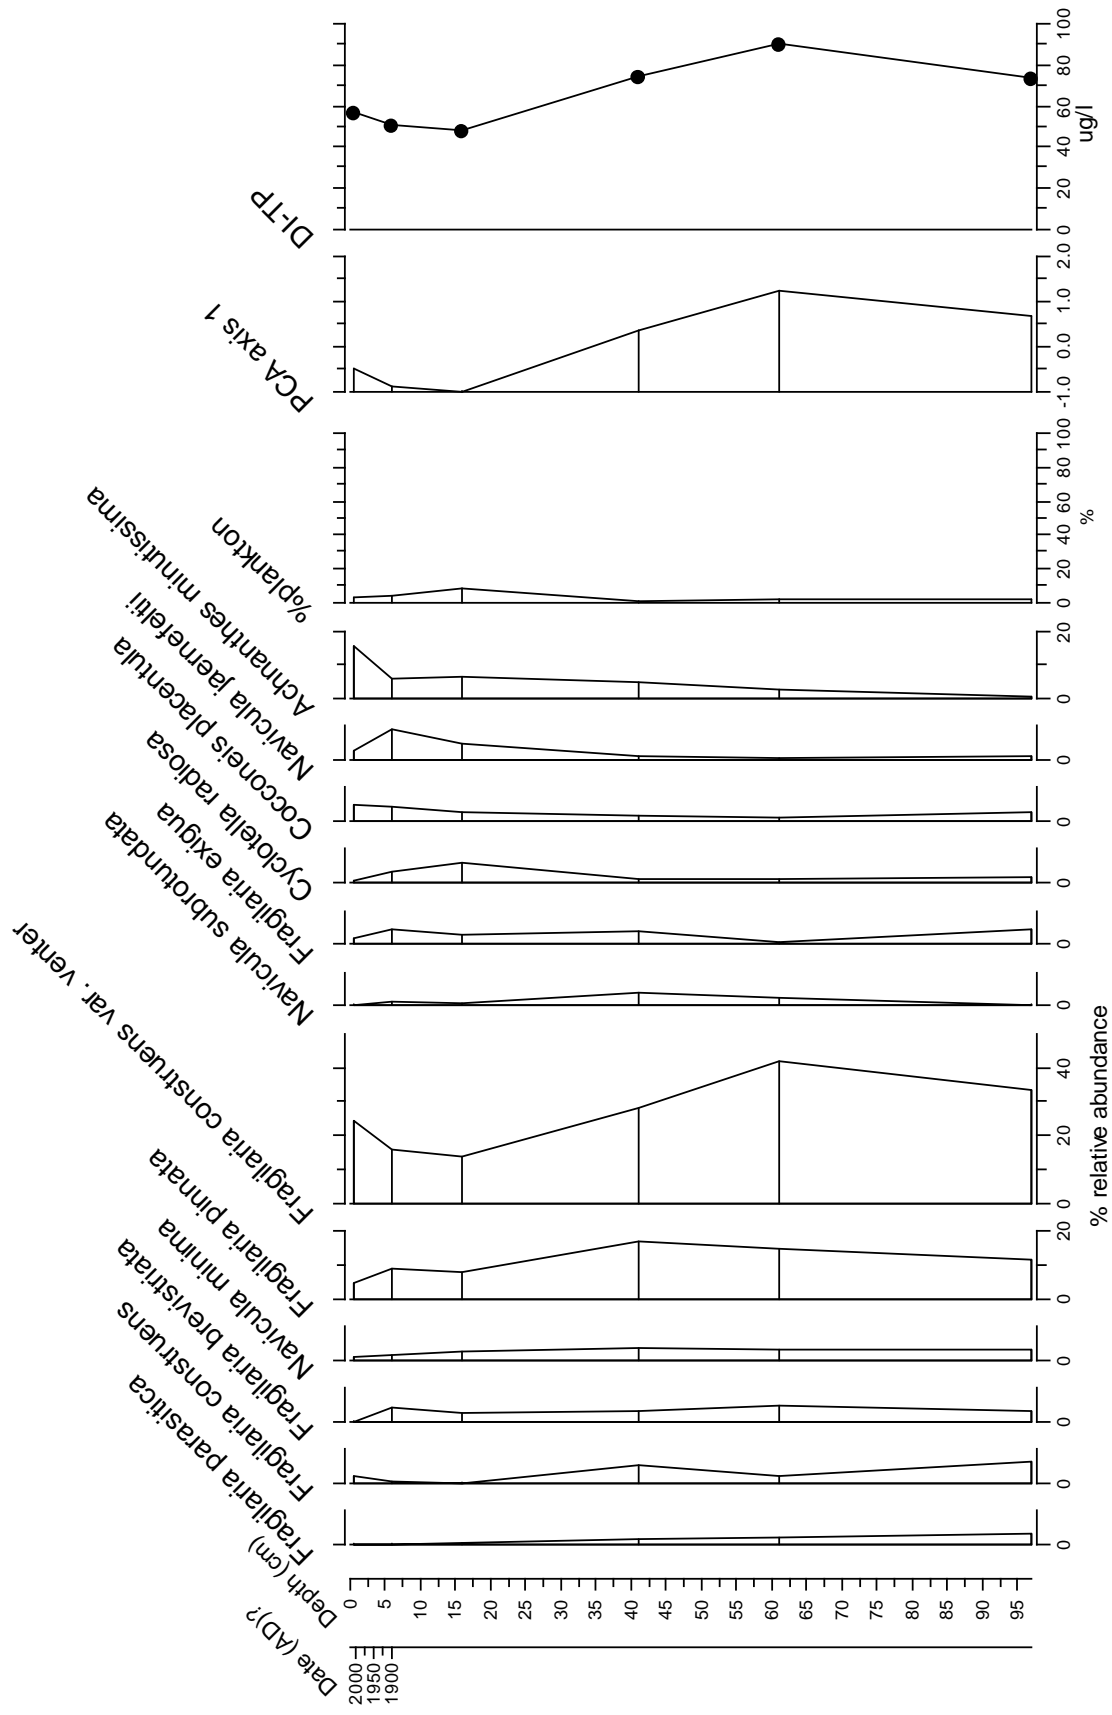 Date (AD)?
2000
1950
1900
Depth (cm)
0
5
10
15
20
25
30
35
40
45
50
55
60
65
70
75
80
85
90
95
Fragilaria parasitica
0
Fragilaria construens
0
Fragilaria brevistriata
0
Navicula minima
0
Fragilaria pinnata
0
20
Fragilaria construens var. venter
0
20
40
% relative abundance
Navicula subrotundata
0
Fragilaria exigua
0
Cyclotella radiosa
0
Cocconeis placentula
0
Navicula jaernefeltii
0
Achnanthes minutissima
0
20
%plankton
0
20
40
60
80
100
%
PCA axis 1
-1.0
0.0
1.0
2.0
DI-TP
0
20
40
60
80
100
ug/l